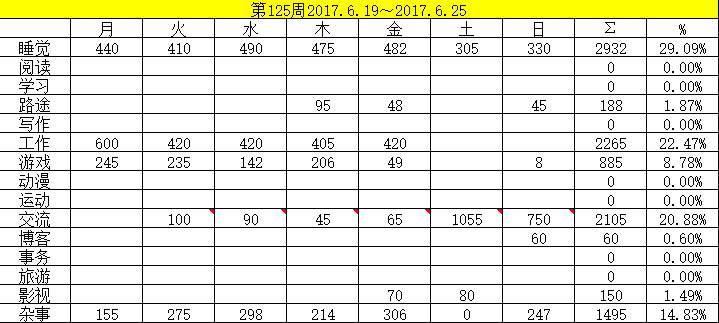 第125周2017.6.19～2017.6.25
月 火 水 木 金 土 日 Σ %
睡觉 440 410 490 475 482 305 330 2932 29.09%
阅读 0 0.00%
学习 0 0.00%
路途 95 48 45 188 1.87%
写作 0 0.00%
工作 600 420 420 405 420 2265 22.47%
游戏 245 235 142 206 49 8 885 8.78%
动漫 0 0.00%
运动 0 0.00%
交流 100 90 45 65 1055 750 2105 20.88%
博客 60 60 0.60%
事务 0 0.00%
旅游 0 0.00%
影视 70 80 150 1.49%
杂事 155 275 298 214 306 0 247 1495 14.83%